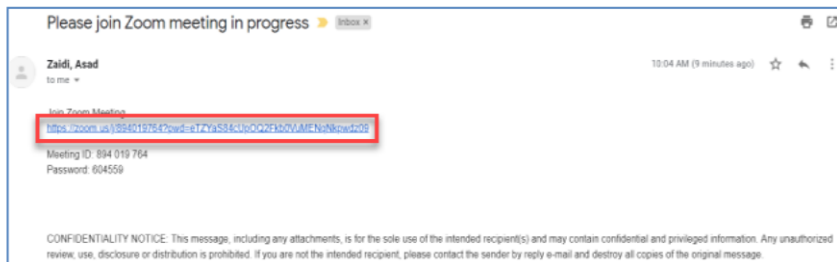 Please join Zoom meeting in progress Inbox x
Zaidi, Asad 10:04 AM (9 minutes ago)
to me
Join Zoom Meeting
Meeting ID: 894 019 764
Password: 604559
CONFIDENTIALITY NOTICE: This message, including any attachments, is for the sole use of the intended recipient(s) and may contain confidential and privileged information. Any unauthorized
review, use, disclosure or distribution is prohibited. If you are not the intended recipient, please contact the sender by reply e-mail and destroy all copies of the original message.